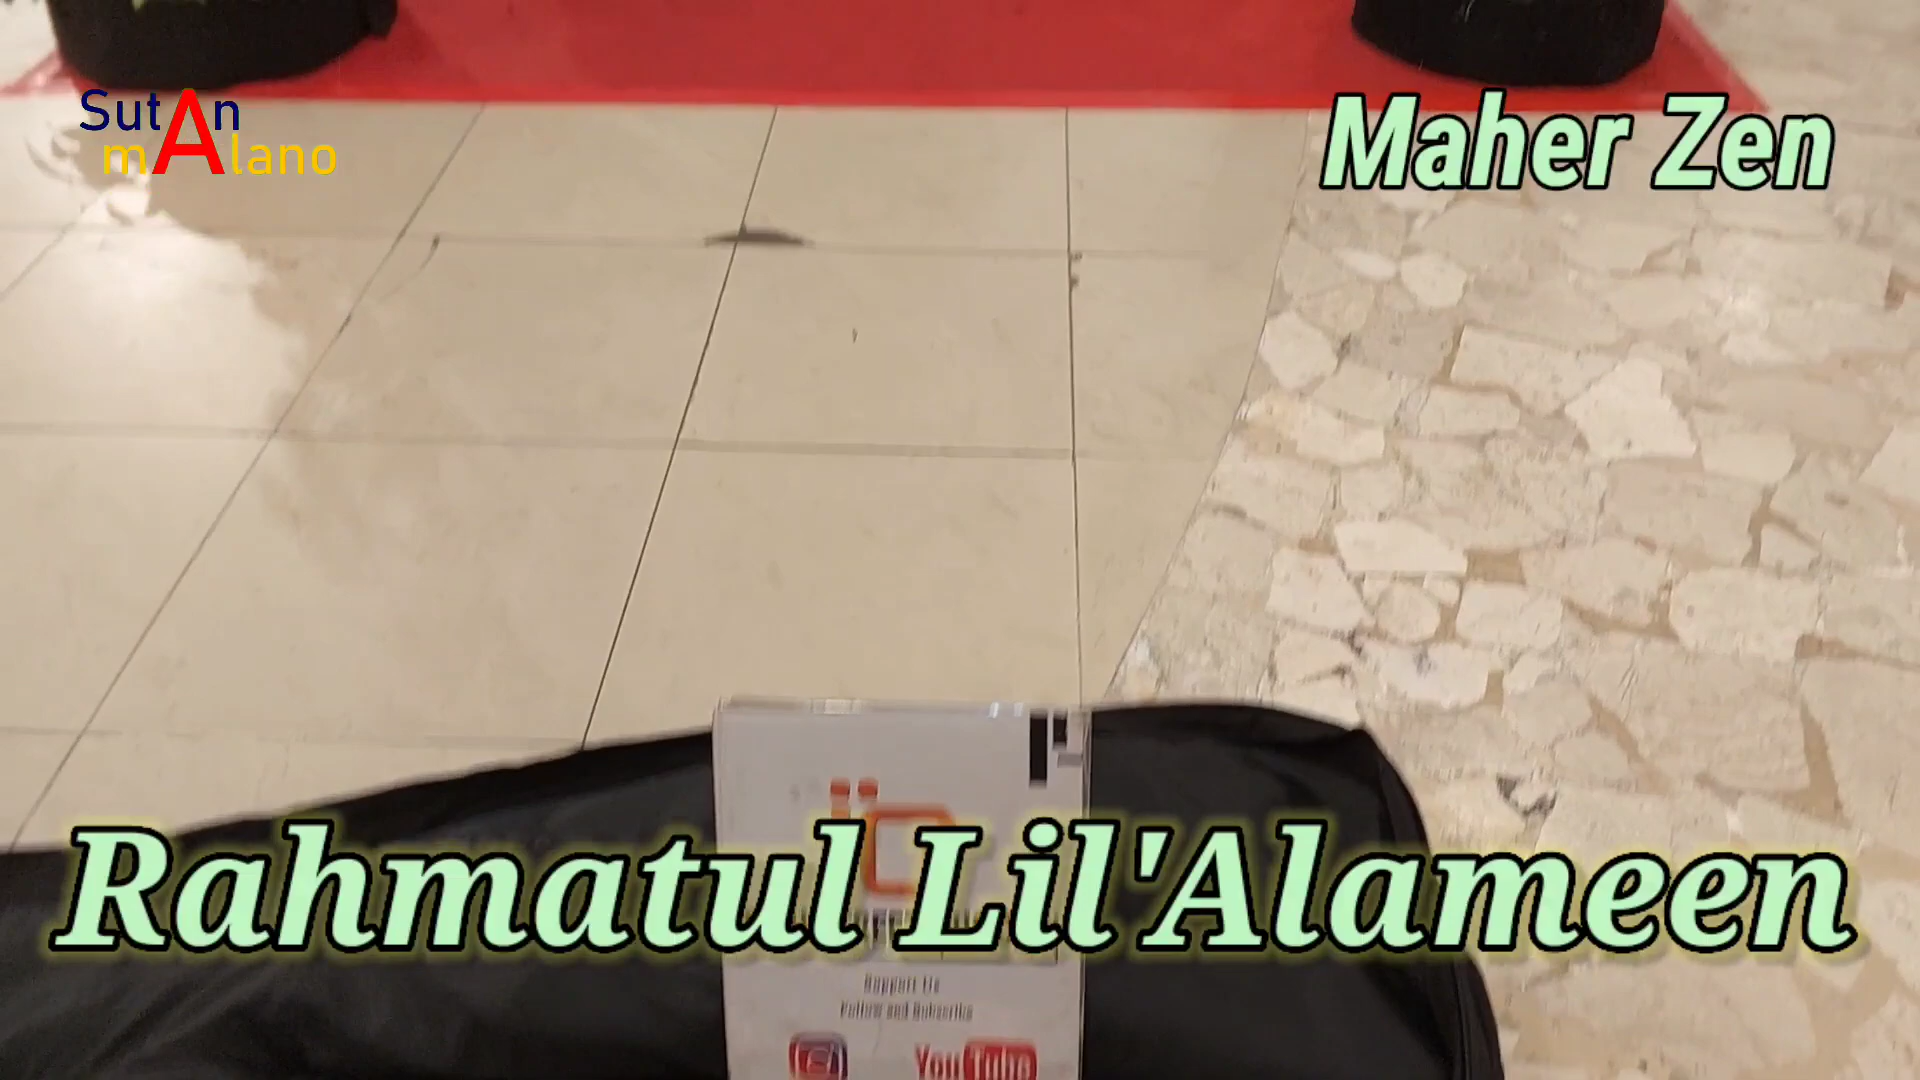 SutAn
mAlano
Maher Zen
Rahmatul Lil'Alameen
Support Us
Follow and Subscribe
YouTube